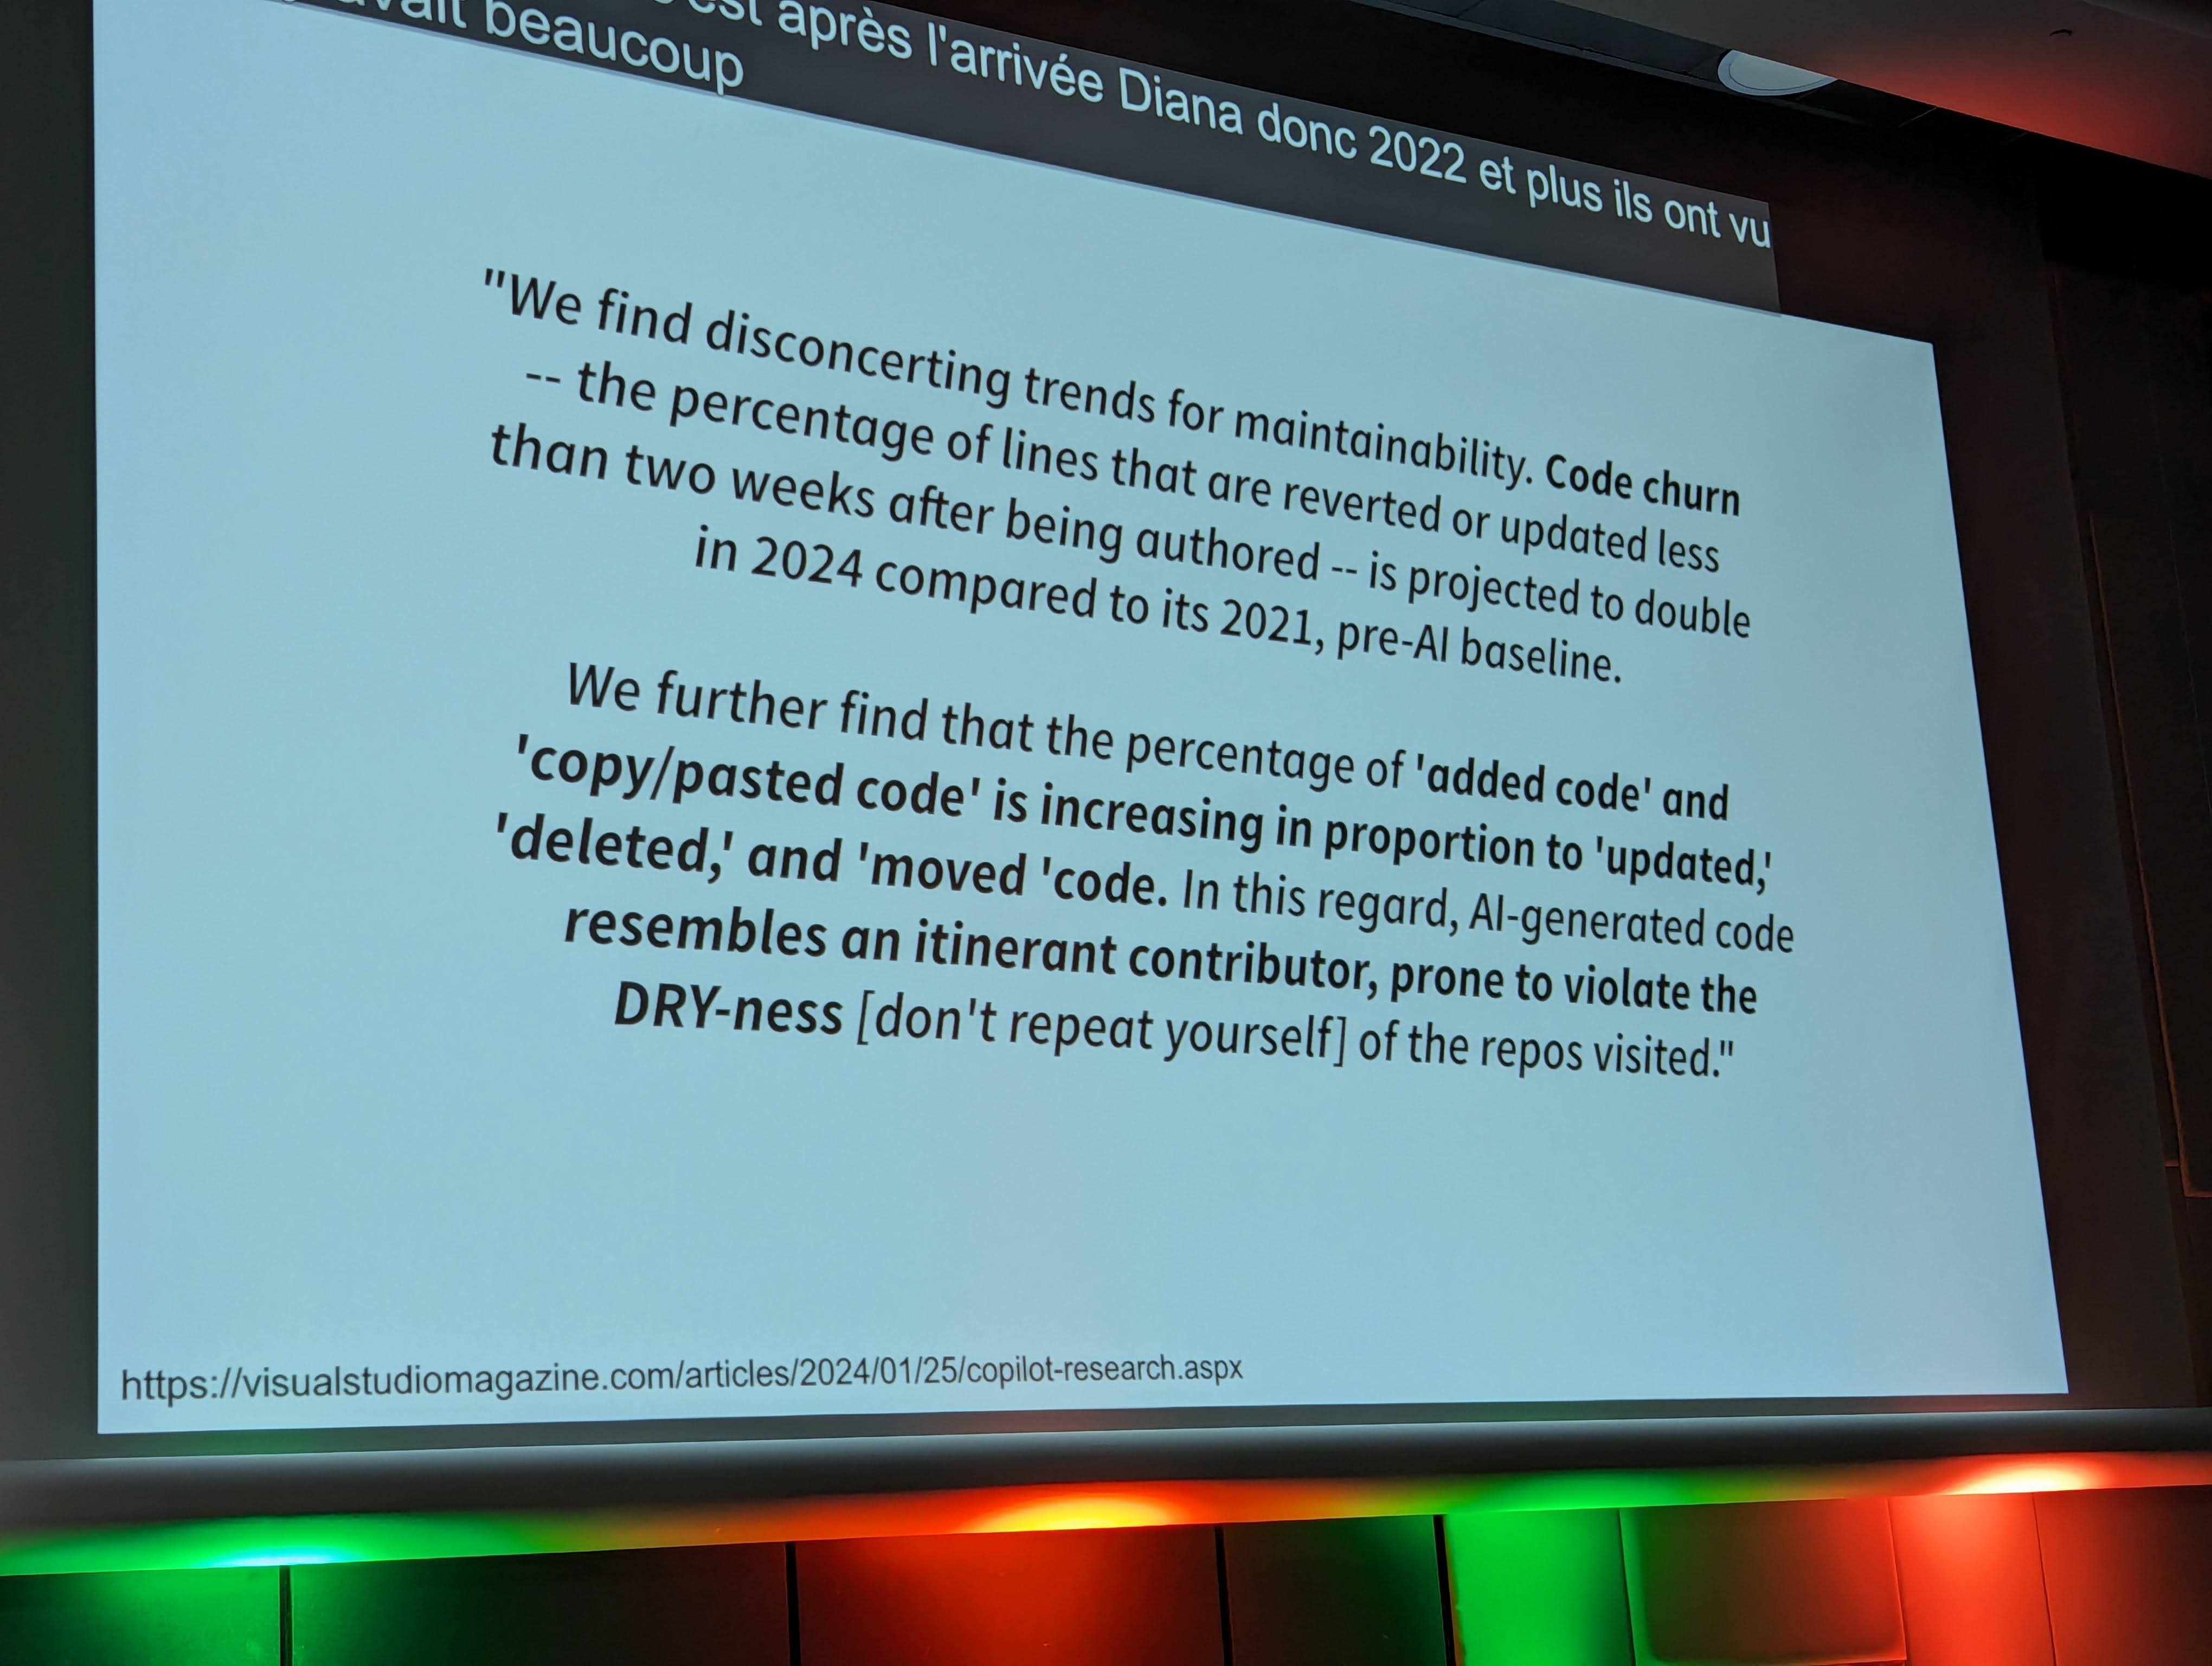 après l'arrivée Diana donc 2022 et plus ils ont vu
beaucoup
"We find disconcerting trends for maintainability. Code churn
-- the percentage of lines that are reverted or updated less
than two weeks after being authored -- is projected to double
in 2024 compared to its 2021, pre-AI baseline.
We further find that the percentage of 'added code' and
'copy/pasted code' is increasing in proportion to 'updated,'
'deleted,' and 'moved 'code. In this regard, AI-generated code
resembles an itinerant contributor, prone to violate the
DRY-ness [don't repeat yourself] of the repos visited."
https://visualstudiomagazine.com/articles/2024/01/25/copilot-research.aspx